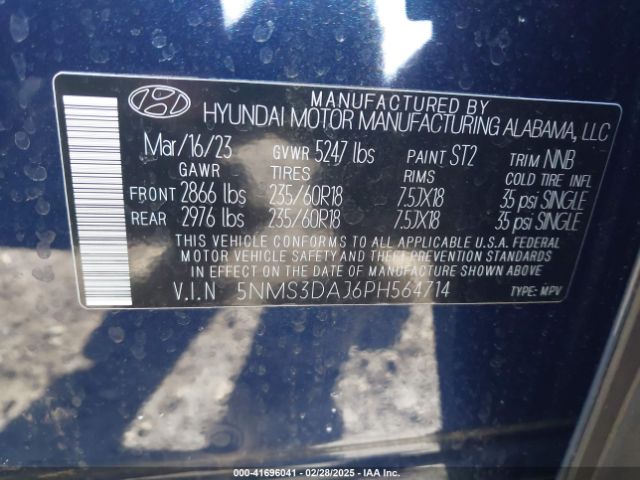 MANUFACTURED BY
HYUNDAI MOTOR MANUFACTURING ALABAMA, LLC
Mar/16/23 GVWR 5247 lbs PAINT ST2 TRIM NNB
GAWR TIRES RIMS COLD TIRE INFL
FRONT 2866 lbs 235/60R18 7.5JX18 35 psi SINGLE
REAR 2976 lbs 235/60R18 7.5JX18 35 psi SINGLE
THIS VEHICLE CONFORMS TO ALL APPLICABLE U.S.A. FEDERAL
MOTOR VEHICLE SAFETY AND THEFT PREVENTION STANDARDS
IN EFFECT ON THE DATE OF MANUFACTURE SHOWN ABOVE.
V.I.N 5NMS3DAJ6PH564714 TYPE: MPV
000-41696041 - 02/28/2025 - IAA Inc.